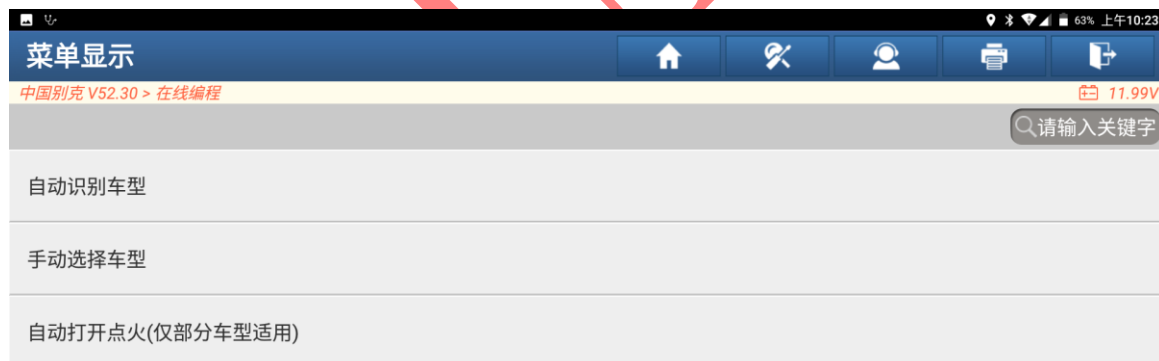 63% 上午10:23
菜单显示
中国别克 V52.30 > 在线编程
11.99V
请输入关键字
自动识别车型
手动选择车型
自动打开点火(仅部分车型适用)